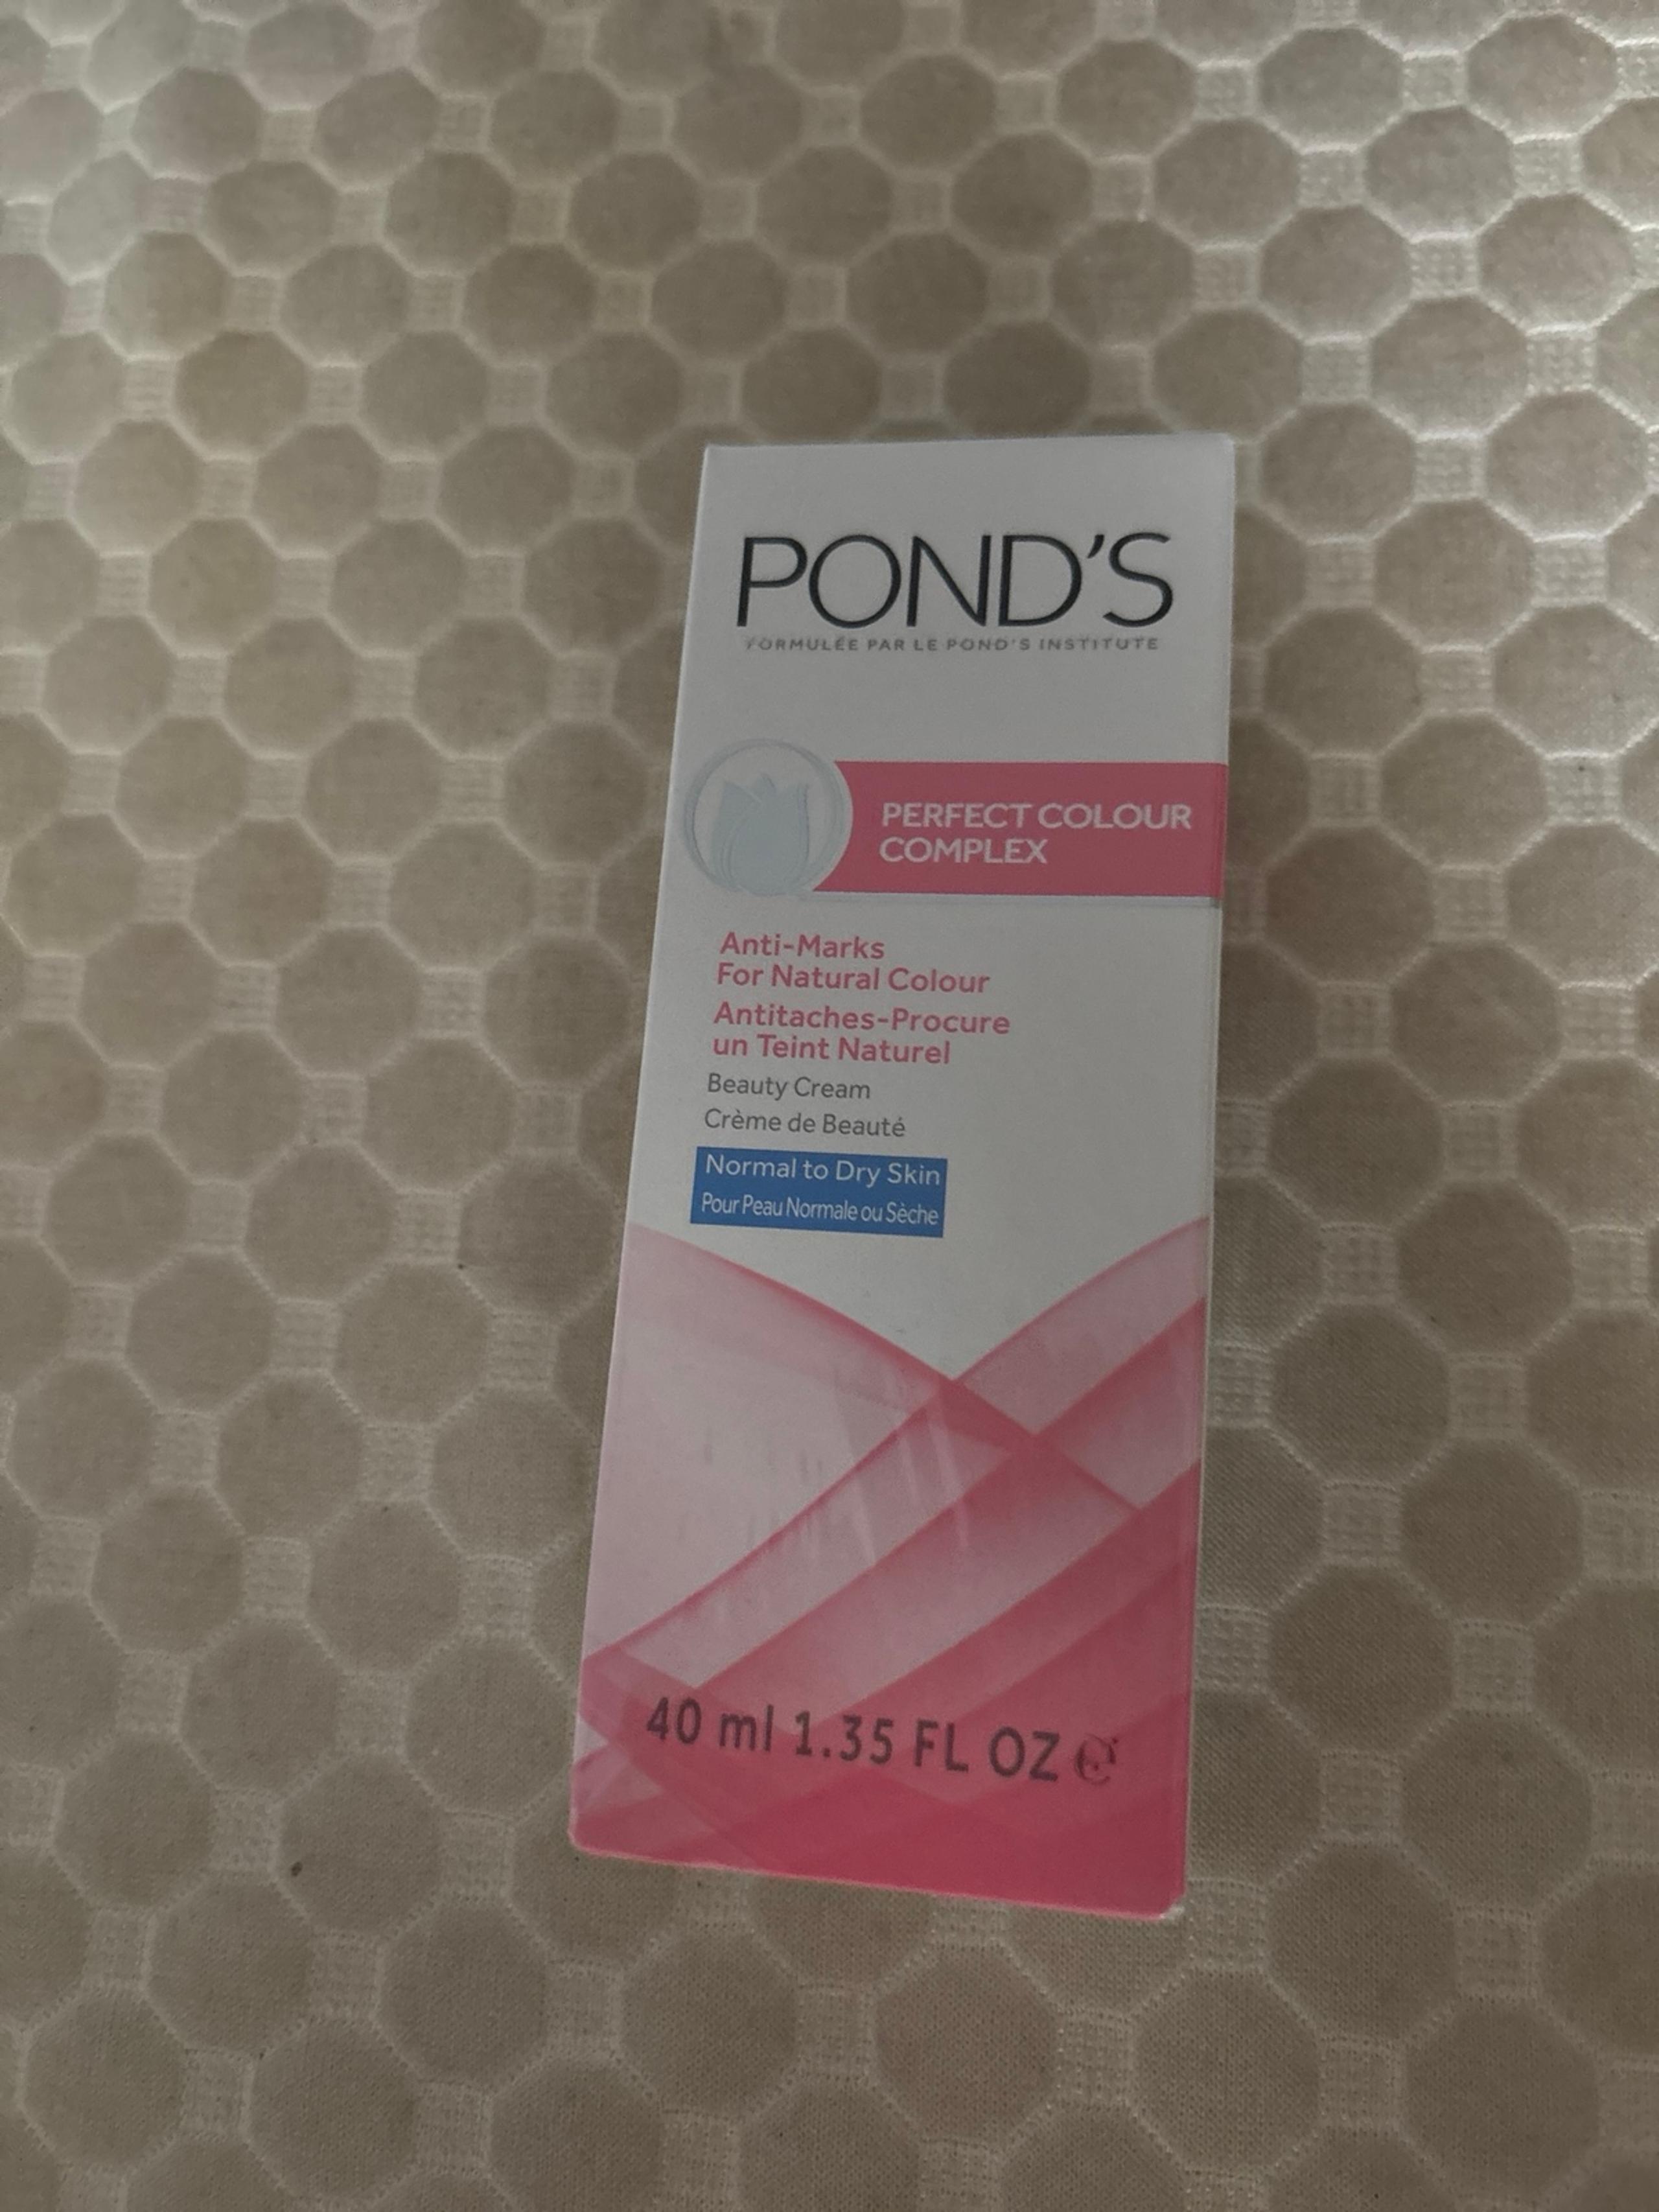 POND'S
FORMULÉE PAR LE POND'S INSTITUTE
PERFECT COLOUR
COMPLEX
Anti-Marks
For Natural Colour
Antitaches-Procure
un Teint Naturel
Beauty Cream
Crème de Beauté
Normal to Dry Skin
Pour Peau Normale ou Sèche
40 ml 1.35 FL OZ e